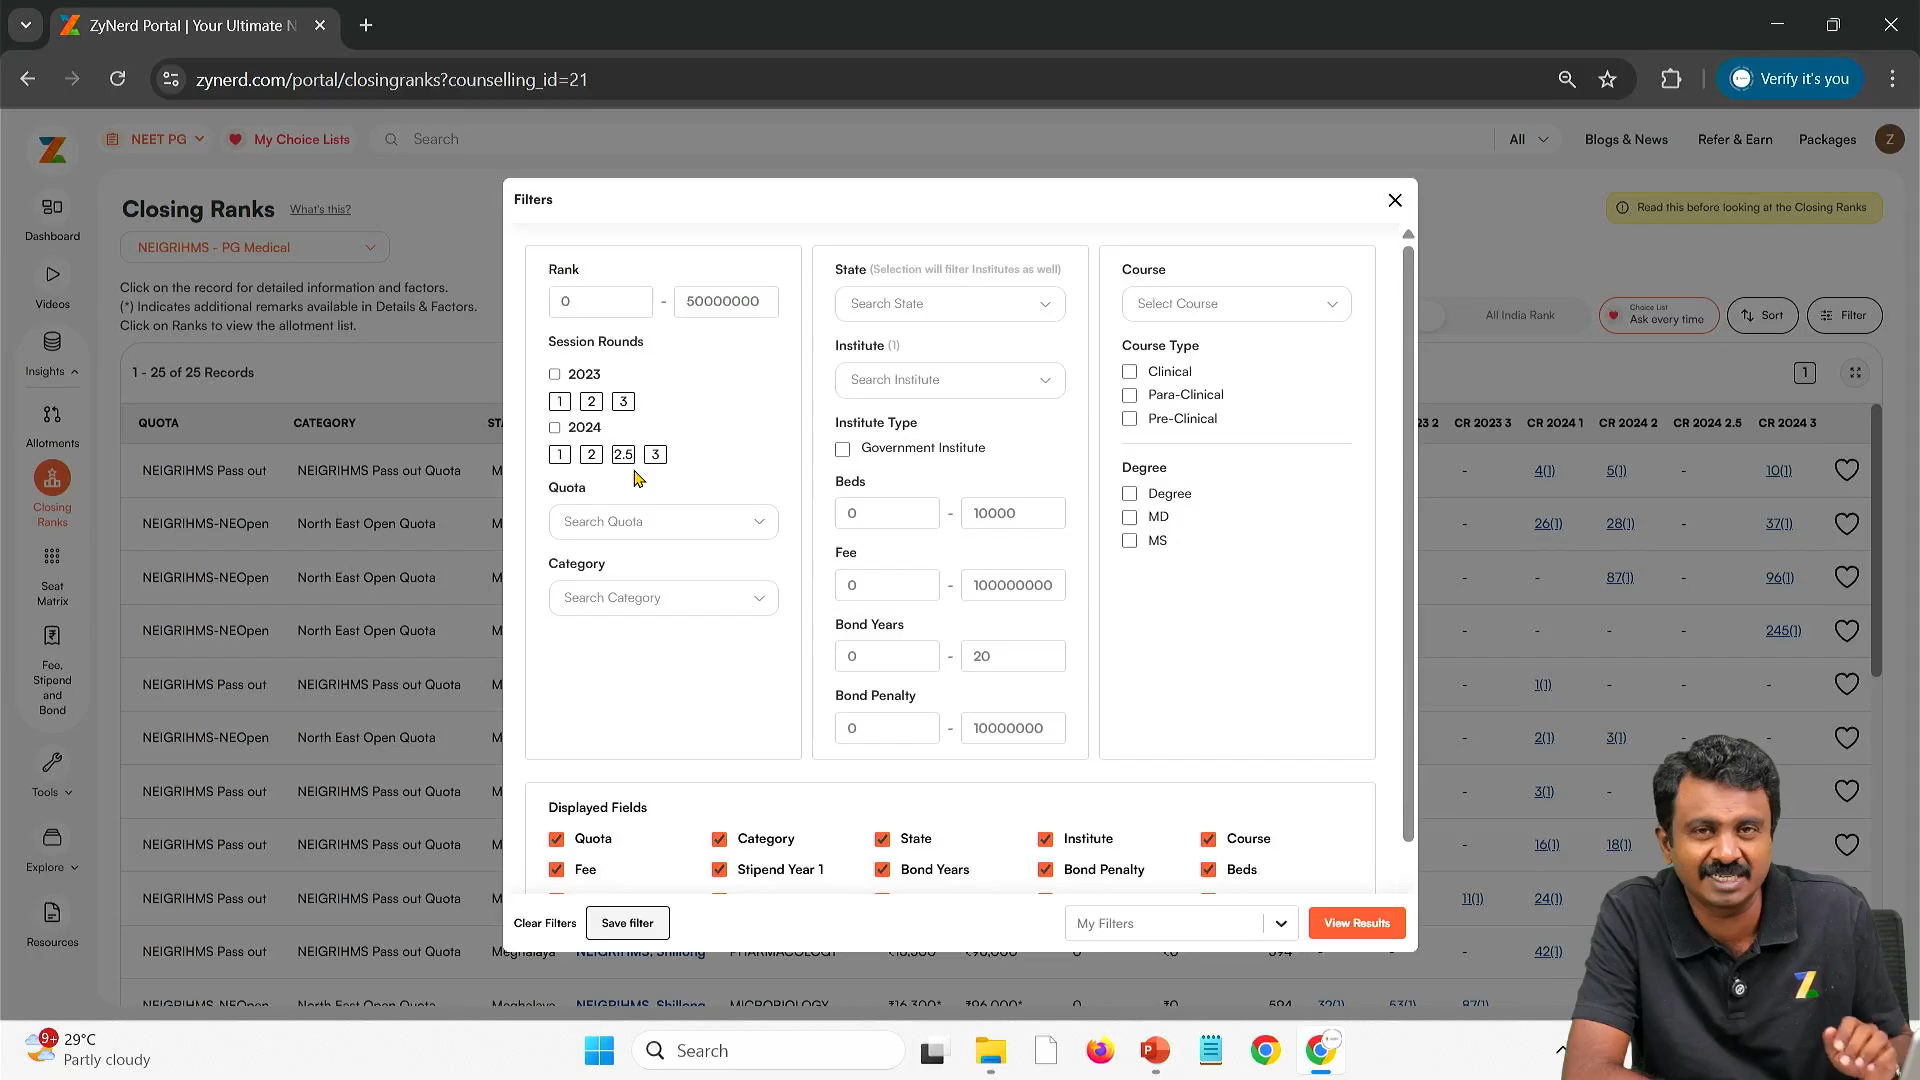 ZyNerd Portal | Your Ultimate N
zynerd.com/portal/closingranks?counselling_id=21
Verify it's you
NEET PG
My Choice Lists
Search
All
Blogs & News
Refer & Earn
Packages
Z
Dashboard
Videos
Insights
Allotments
Closing
Ranks
Seat
Matrix
Fee,
Stipend
and
Bond
Tools
Explore
Resources
Closing Ranks
What's this?
Read this before looking at the Closing Ranks
NEIGRIHMS - PG Medical
Click on the record for detailed information and factors.
(*) Indicates additional remarks available in Details & Factors.
Click on Ranks to view the allotment list.
All India Rank
Choice List
Ask every time
Sort
Filter
1 - 25 of 25 Records
1
QUOTA CATEGORY STA 23 2 CR 2023 3 CR 2024 1 CR 2024 2 CR 2024 2.5 CR 2024 3
NEIGRIHMS Pass out NEIGRIHMS Pass out Quota M - 4(1) 5(1) - 10(1)
NEIGRIHMS-NEOpen North East Open Quota M - 26(1) 28(1) - 37(1)
NEIGRIHMS-NEOpen North East Open Quota M - - 87(1) - 96(1)
NEIGRIHMS-NEOpen North East Open Quota M - - - - 245(1)
NEIGRIHMS Pass out NEIGRIHMS Pass out Quota M - 1(1) - - -
NEIGRIHMS-NEOpen North East Open Quota M - 2(1) 3(1) -
NEIGRIHMS Pass out NEIGRIHMS Pass out Quota M - 3(1) -
NEIGRIHMS Pass out NEIGRIHMS Pass out Quota M - 16(1) 18(1)
NEIGRIHMS Pass out NEIGRIHMS Pass out Quota M 11(1) 24(1)
NEIGRIHMS Pass out NEIGRIHMS Pass out Quota Meghalaya NEIGRIHMS, Shillong PHARMACOLOGY ₹16,300* ₹96,000* 0 ₹0 594 - - - 42(1)
NEIGRIHMS-NEOpen North East Open Quota Meghalaya NEIGRIHMS, Shillong MICROBIOLOGY ₹16,300* ₹96,000* 0 ₹0 594 32(1) 53(1) 87(1)
Filters
Rank
0 - 50000000
Session Rounds
2023
1 2 3
2024
1 2 2.5 3
Quota
Search Quota
Category
Search Category
State (Selection will filter Institutes as well)
Search State
Institute (1)
Search Institute
Institute Type
Government Institute
Beds
0 - 10000
Fee
0 - 100000000
Bond Years
0 - 20
Bond Penalty
0 - 10000000
Course
Select Course
Course Type
Clinical
Para-Clinical
Pre-Clinical
Degree
Degree
MD
MS
Displayed Fields
Quota Category State Institute Course
Fee Stipend Year 1 Bond Years Bond Penalty Beds
Clear Filters
Save filter
My Filters
View Results
9+
29°C
Partly cloudy
Search